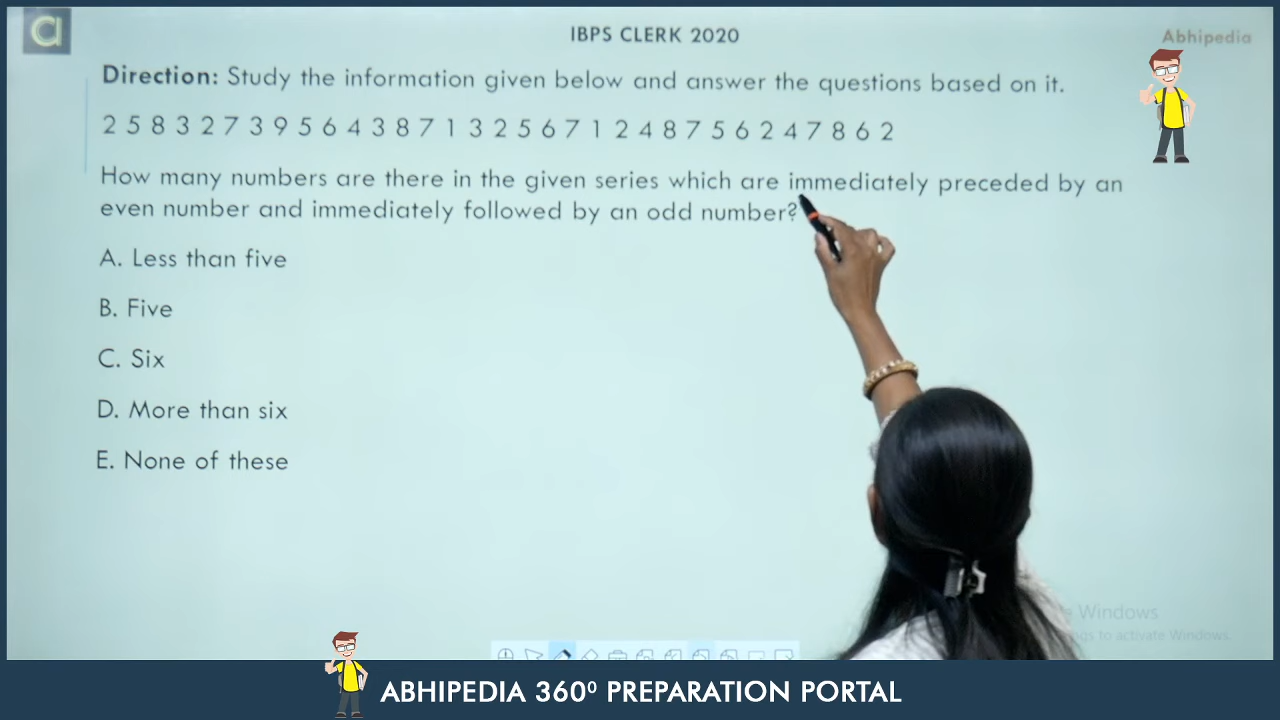 a
IBPS CLERK 2020
Abhipedia
Direction: Study the information given below and answer the questions based on it.
2 5 8 3 2 7 3 9 5 6 4 3 8 7 1 3 2 5 6 7 1 2 4 8 7 5 6 2 4 7 8 6 2
How many numbers are there in the given series which are immediately preceded by an
even number and immediately followed by an odd number?
A. Less than five
B. Five
C. Six
D. More than six
E. None of these
Windows
to activate Windows.
ABHIPEDIA 360⁰ PREPARATION PORTAL